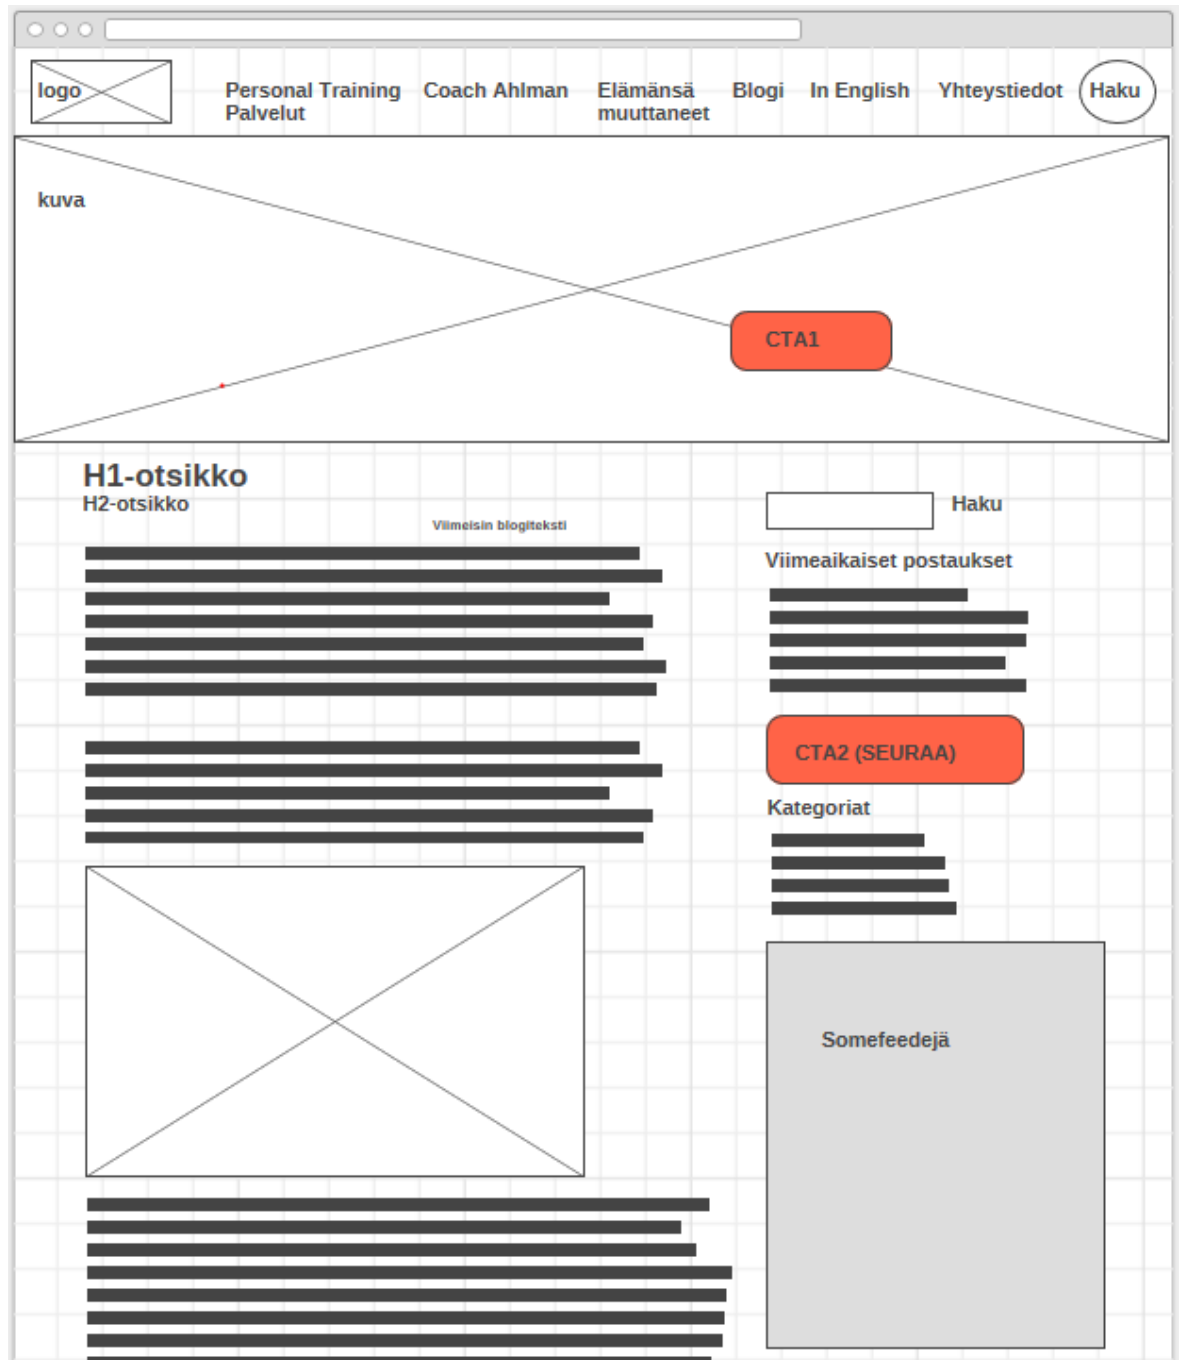 logo
Personal Training
Palvelut
Coach Ahlman
Elämänsä
muuttaneet
Blogi
In English
Yhteystiedot
Haku
kuva
CTA1
H1-otsikko
H2-otsikko
Viimeisin blogiteksti
Haku
Viimeaikaiset postaukset
CTA2 (SEURAA)
Kategoriat
Somefeedejä